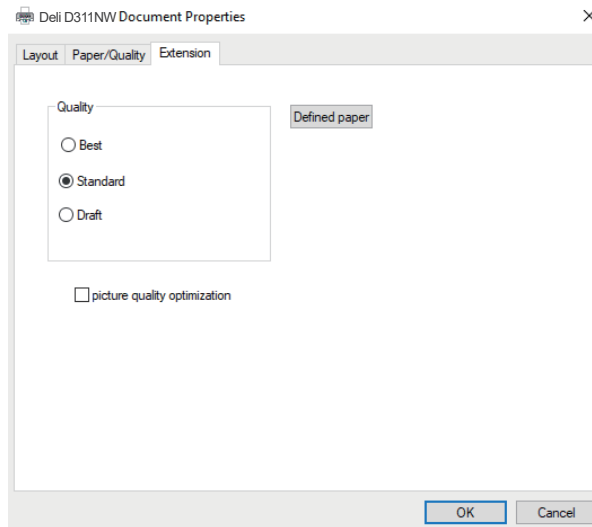 Deli D311NW Document Properties
Layout Paper/Quality Extension
Quality
Defined paper
Best
Standard
Draft
picture quality optimization
OK Cancel